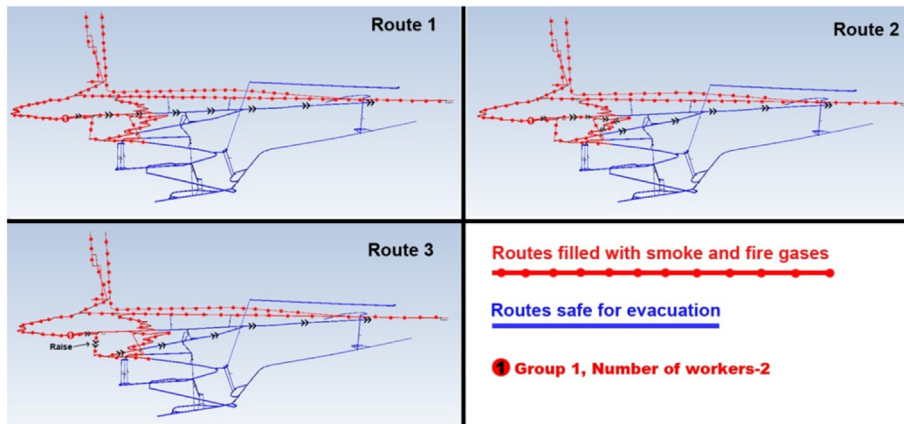 Route 1
Route 2
Route 3
Raise
Routes filled with smoke and fire gases
Routes safe for evacuation
1 Group 1, Number of workers-2